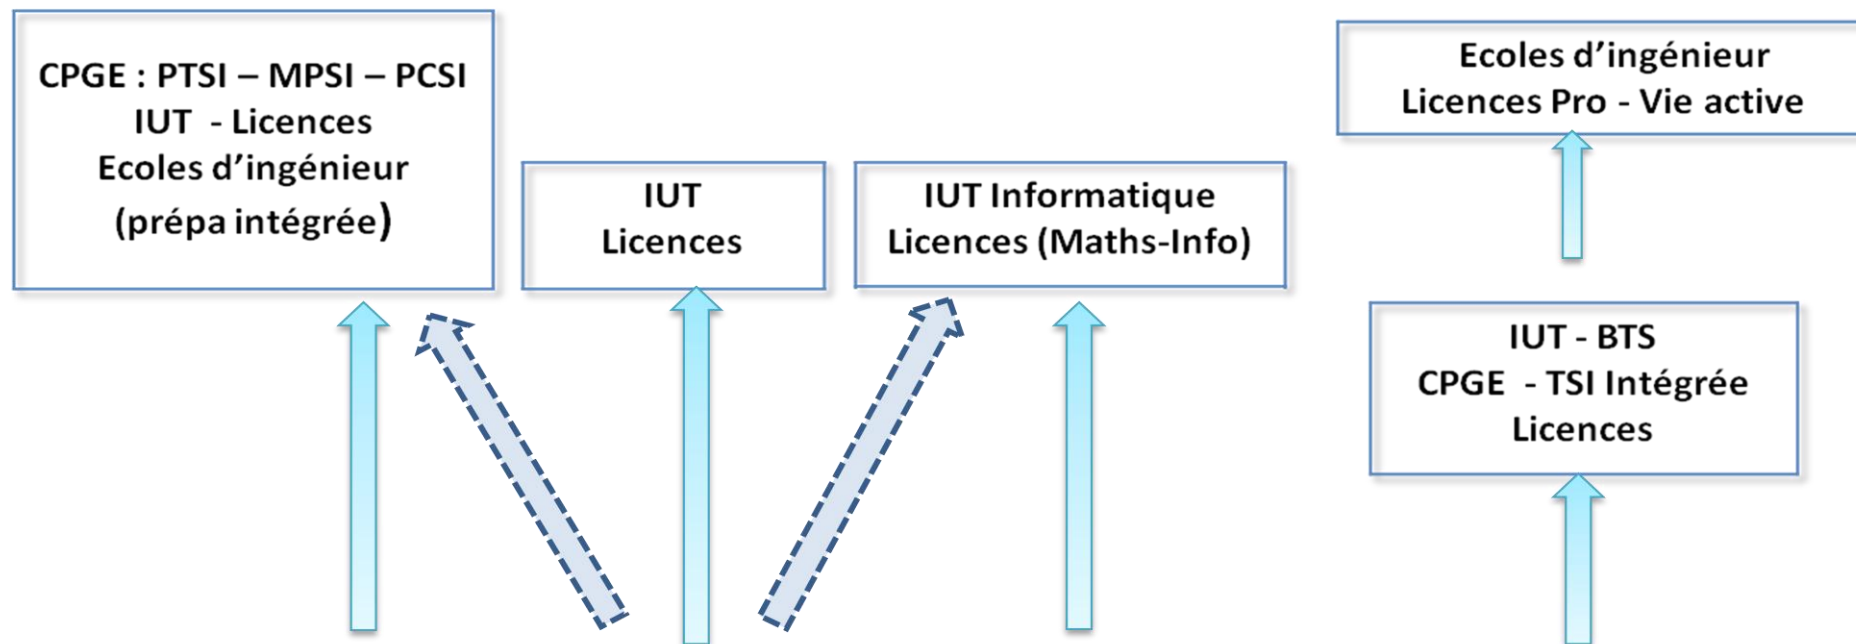 CPGE : PTSI – MPSI – PCSI
IUT - Licences
Ecoles d'ingénieur
(prépa intégrée)
IUT
Licences
IUT Informatique
Licences (Maths-Info)
Ecoles d'ingénieur
Licences Pro - Vie active
IUT - BTS
CPGE - TSI Intégrée
Licences